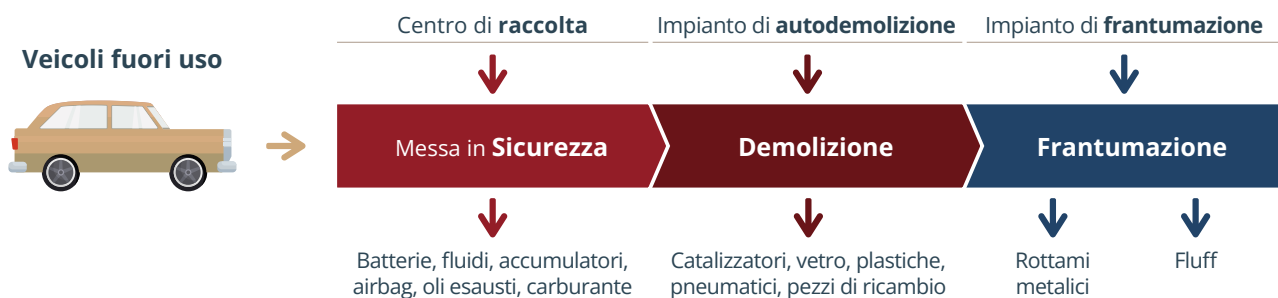 Centro di raccolta
Impianto di autodemolizione
Impianto di frantumazione
Veicoli fuori uso
Messa in Sicurezza
Demolizione
Frantumazione
Batterie, fluidi, accumulatori,
airbag, oli esausti, carburante
Catalizzatori, vetro, plastiche,
pneumatici, pezzi di ricambio
Rottami
metalici
Fluff